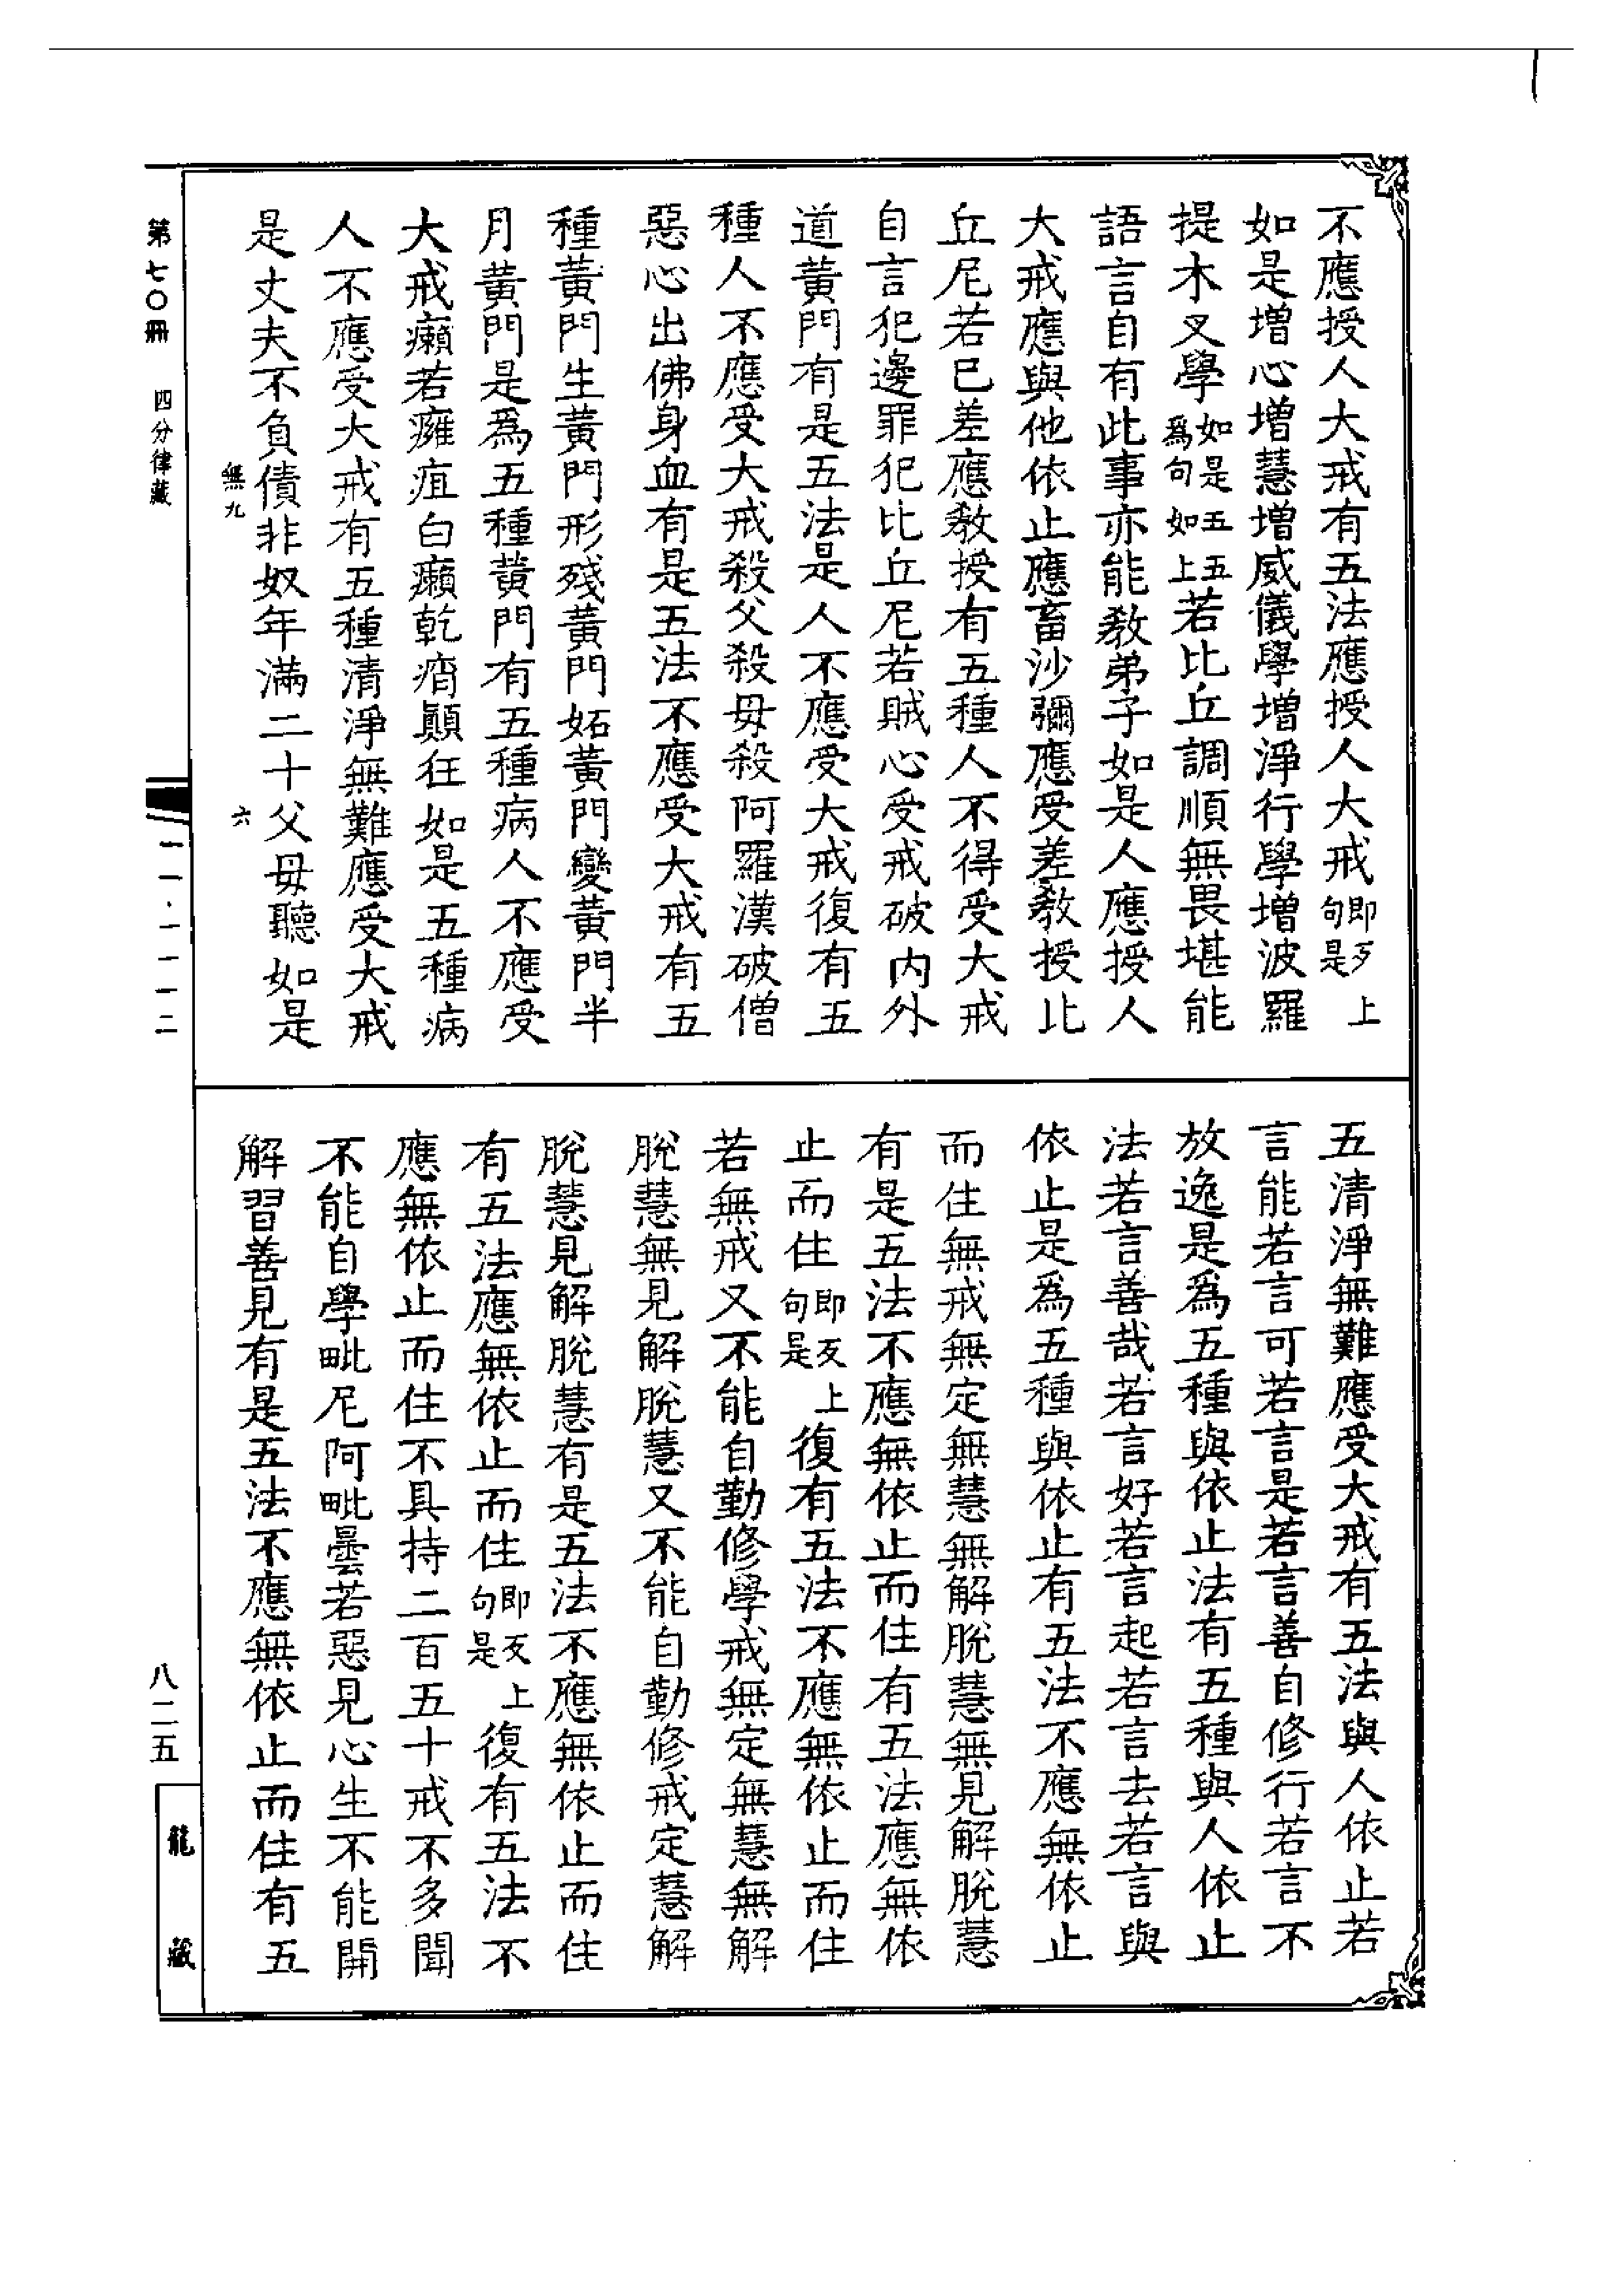 不應授人大戒有五法應授人大戒即反上句是
如是增心增慧增威儀學增淨行學增波羅
提木叉學如是五五爲句如上若比丘調順無畏堪能
語言自有此事亦能教弟子如是人應授人
大戒應與他依止應畜沙彌應受差教授比
丘尼若已差應教授有五種人不得受大戒
自言犯邊罪犯比丘尼若賊心受戒破內外
道黃門有是五法是人不應受大戒復有五
種人不應受大戒殺父殺母殺阿羅漢破僧
惡心出佛身血有是五法不應受大戒有五
種黃門生黃門形殘黃門妬黃門變黃門半
月黃門是爲五種黃門有五種病人不應受
大戒癩若癰疽白癩乾痟顛狂如是五種病
人不應受大戒有五種清淨無難應受大戒
是丈夫不負債非奴年滿二十父母聽如是
無九
六
五清淨無難應受大戒有五法與人依止若
言能若言可若言是若言善自修行若言不
放逸是爲五種與依止法有五種與人依止
法若言善哉若言好若言起若言去若言與
依止是爲五種與依止有五法不應無依止
而住無戒無定無慧無解脫慧無見解脫慧
有是五法不應無依止而住有五法應無依
止而住即反上句是復有五法不應無依止而住
若無戒又不能自勤修學戒無定無慧無解
脫慧無見解脫慧又不能自勤修戒定慧解
脫慧見解脫慧有是五法不應無依止而住
有五法應無依止而住即反上句是復有五法不
應無依止而住不具持二百五十戒不多聞
不能自學毗尼阿毗曇若惡見心生不能開
解習善見有是五法不應無依止而住有五
第七〇冊 四分律藏
一一·一一一二
八二五
龍藏